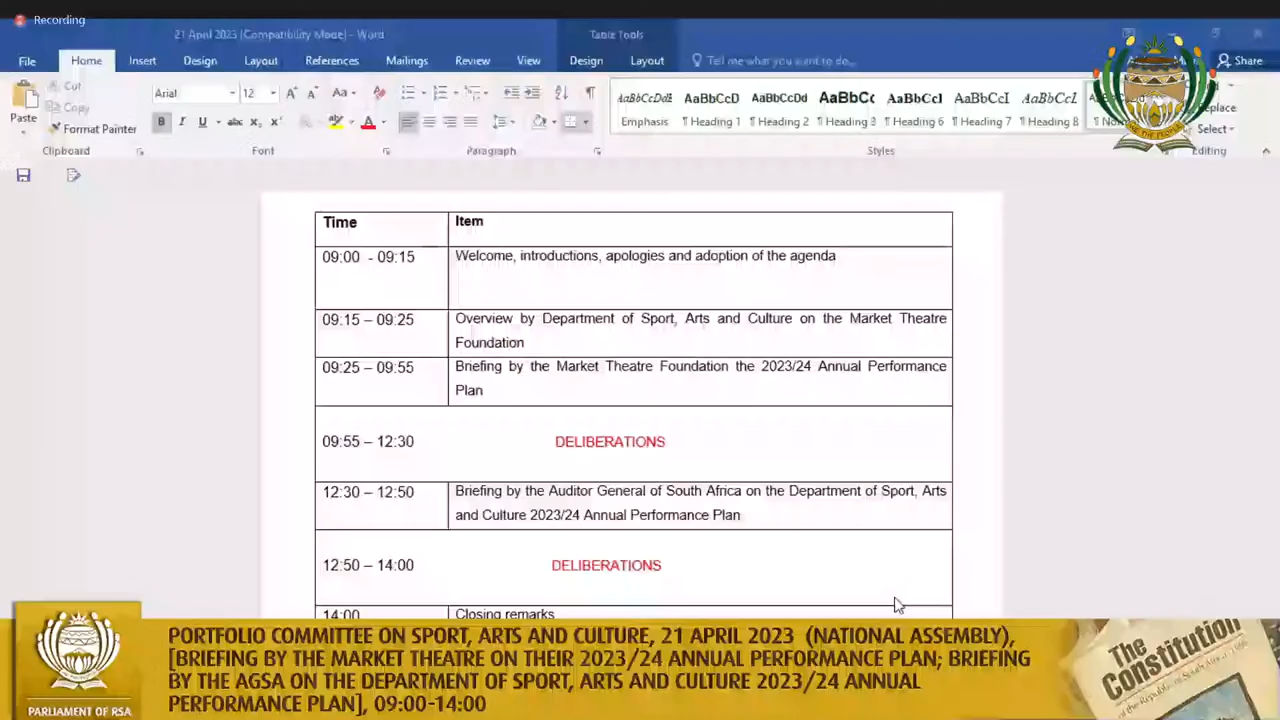 Recording
21 April 2023 [Compatibility Mode] - Word
Table Tools
File Home Insert Design Layout References Mailings Review View Design Layout Tell me what you want to do... Share
Cut
Copy
Paste
Format Painter
Arial 12
AaBbCcDdE AaBbCcD AaBbCcDd AaBbCc AaBbCcI AaBbCcI AaBbCcI
Emphasis ¶ Heading 1 ¶ Heading 2 ¶ Heading 3 ¶ Heading 6 ¶ Heading 7 ¶ Heading 8
Select
Clipboard Font Paragraph Styles Editing
Time Item
09:00 - 09:15 Welcome, introductions, apologies and adoption of the agenda
09:15 – 09:25 Overview by Department of Sport, Arts and Culture on the Market Theatre
Foundation
09:25 – 09:55 Briefing by the Market Theatre Foundation the 2023/24 Annual Performance
Plan
09:55 – 12:30 DELIBERATIONS
12:30 – 12:50 Briefing by the Auditor General of South Africa on the Department of Sport, Arts
and Culture 2023/24 Annual Performance Plan
12:50 – 14:00 DELIBERATIONS
14:00 Closing remarks
PORTFOLIO COMMITTEE ON SPORT, ARTS AND CULTURE, 21 APRIL 2023 (NATIONAL ASSEMBLY),
[BRIEFING BY THE MARKET THEATRE ON THEIR 2023/24 ANNUAL PERFORMANCE PLAN; BRIEFING
BY THE AGSA ON THE DEPARTMENT OF SPORT, ARTS AND CULTURE 2023/24 ANNUAL
PERFORMANCE PLAN], 09:00-14:00
PARLIAMENT OF RSA
The
Constitution